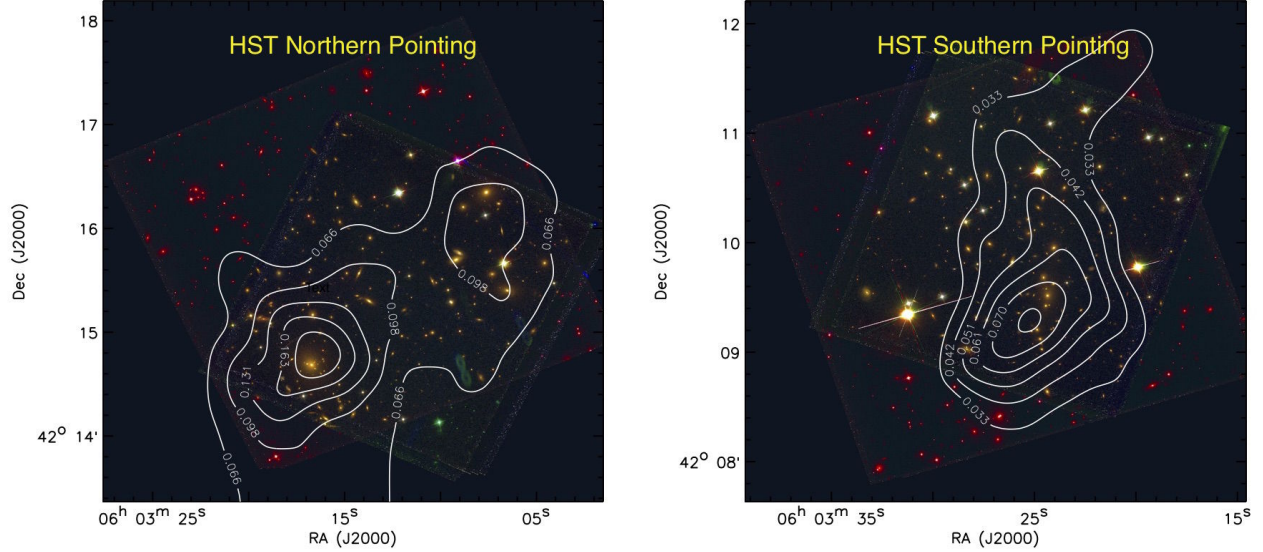 HST Northern Pointing
18
17
16
15
42° 14'
Dec (J2000)
0.066
0.066
0.098
0.098
0.163
0.131
0.098
0.066
0.066
06ʰ 03ᵐ 25ˢ
15ˢ
05ˢ
RA (J2000)
HST Southern Pointing
12
11
10
09
42° 08'
Dec (J2000)
0.033
0.033
0.042
0.070
0.061
0.051
0.042
0.033
06ʰ 03ᵐ 35ˢ
25ˢ
15ˢ
RA (J2000)